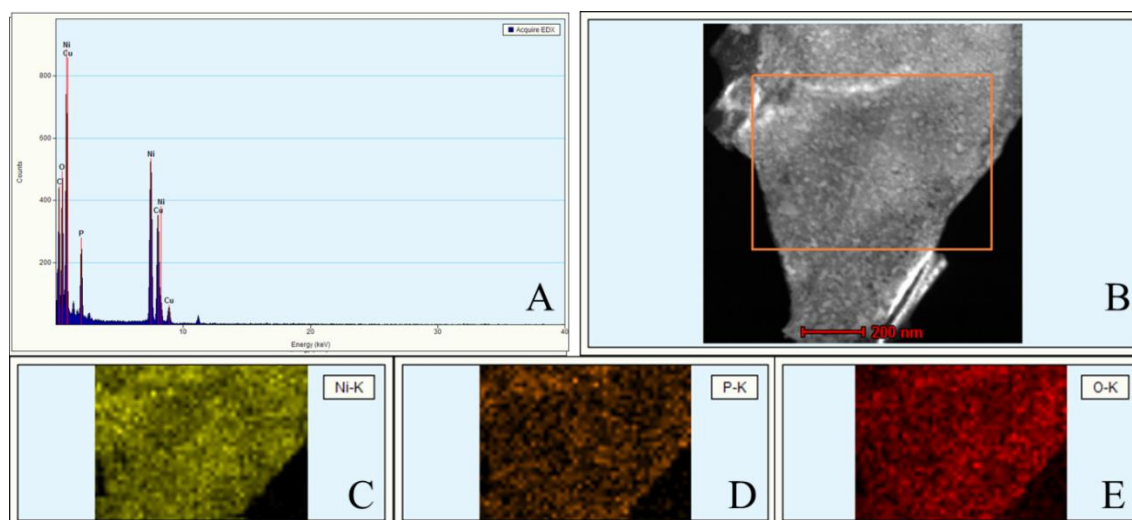 Acquire EDX
Ni
Cu
800
600
Counts
O
Ni
C
400
Ni
Cu
P
200
Cu
10
20
30
40
Energy (keV)
A
200 nm
B
Ni-K
C
P-K
D
O-K
E